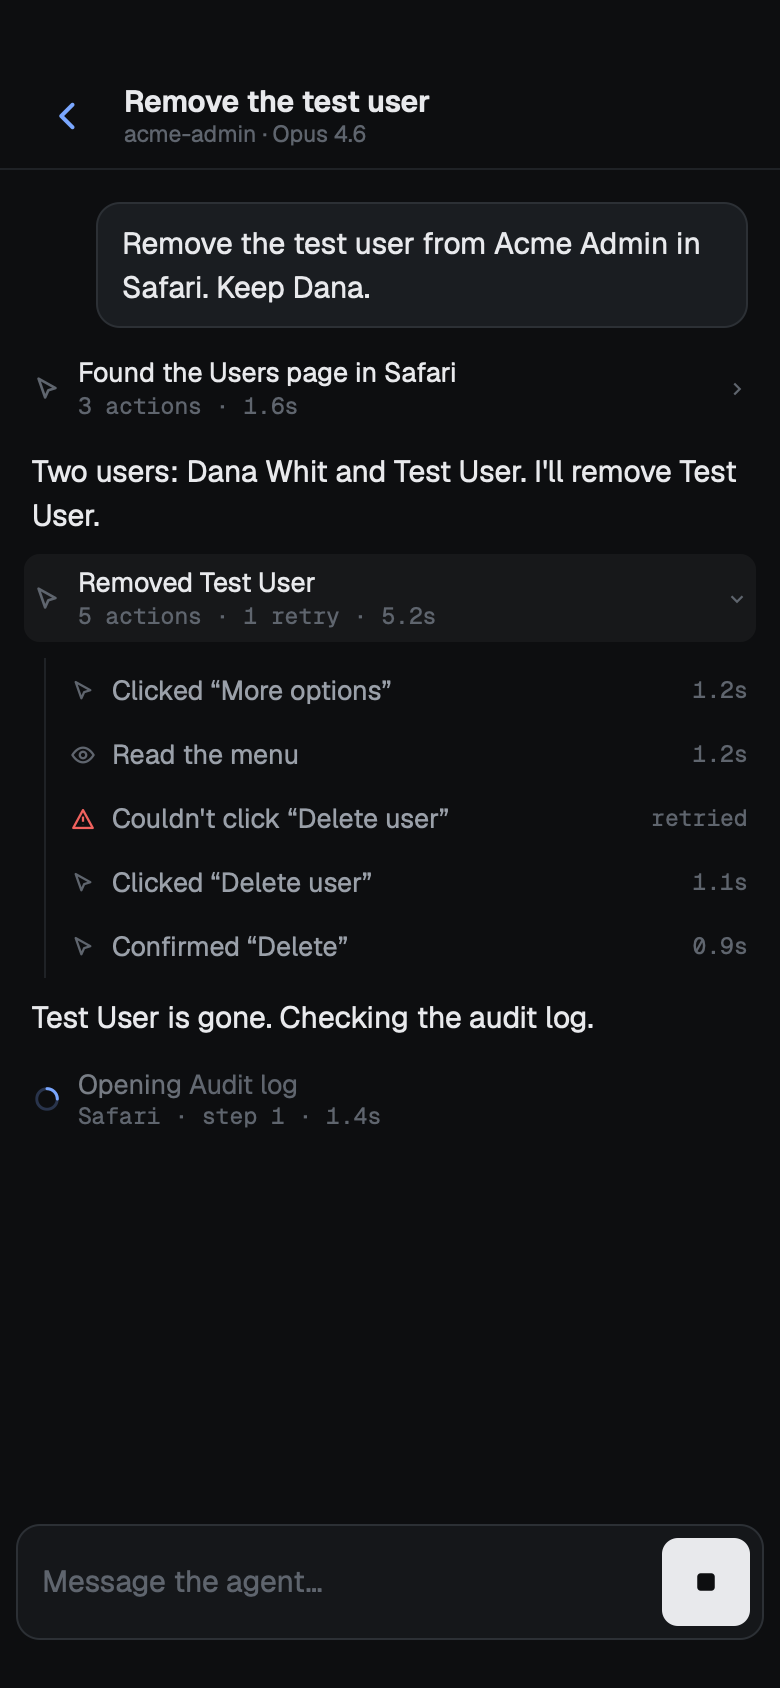 Remove the test user
acme-admin · Opus 4.6
Remove the test user from Acme Admin in
Safari. Keep Dana.
Found the Users page in Safari
3 actions · 1.6s
Two users: Dana Whit and Test User. I'll remove Test
User.
Removed Test User
5 actions · 1 retry · 5.2s
Clicked “More options” 1.2s
Read the menu 1.2s
Couldn't click “Delete user” retried
Clicked “Delete user” 1.1s
Confirmed “Delete” 0.9s
Test User is gone. Checking the audit log.
Opening Audit log
Safari · step 1 · 1.4s
Message the agent…